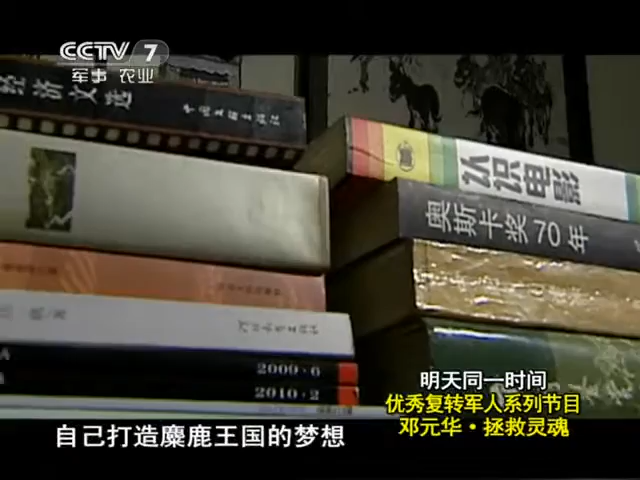 CCTV 7
军事 农业
经济文选
认识电影
奥斯卡奖70年
2009·6
2010·2
明天同一时间
优秀复转军人系列节目
邓元华·拯救灵魂
自己打造麋鹿王国的梦想